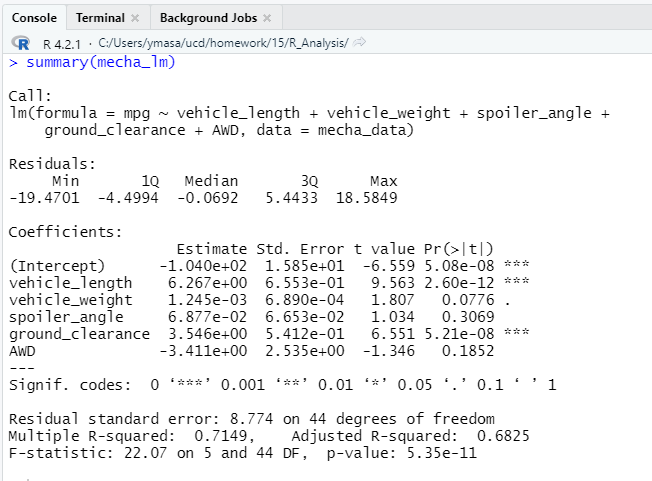 Console Terminal Background Jobs
R R 4.2.1 · C:/Users/ymasa/ucd/homework/15/R_Analysis/
> summary(mecha_lm)
Call:
lm(formula = mpg ~ vehicle_length + vehicle_weight + spoiler_angle +
    ground_clearance + AWD, data = mecha_data)
Residuals:
     Min       1Q   Median       3Q      Max
-19.4701  -4.4994  -0.0692   5.4433  18.5849
Coefficients:
                   Estimate Std. Error t value Pr(>|t|)
(Intercept)      -1.040e+02  1.585e+01  -6.559 5.08e-08 ***
vehicle_length    6.267e+00  6.553e-01   9.563 2.60e-12 ***
vehicle_weight    1.245e-03  6.890e-04   1.807   0.0776 .
spoiler_angle     6.877e-02  6.653e-02   1.034   0.3069
ground_clearance  3.546e+00  5.412e-01   6.551 5.21e-08 ***
AWD              -3.411e+00  2.535e+00  -1.346   0.1852
---
Signif. codes:  0 ‘***’ 0.001 ‘**’ 0.01 ‘*’ 0.05 ‘.’ 0.1 ‘ ’ 1
Residual standard error: 8.774 on 44 degrees of freedom
Multiple R-squared:  0.7149,    Adjusted R-squared:  0.6825
F-statistic: 22.07 on 5 and 44 DF,  p-value: 5.35e-11